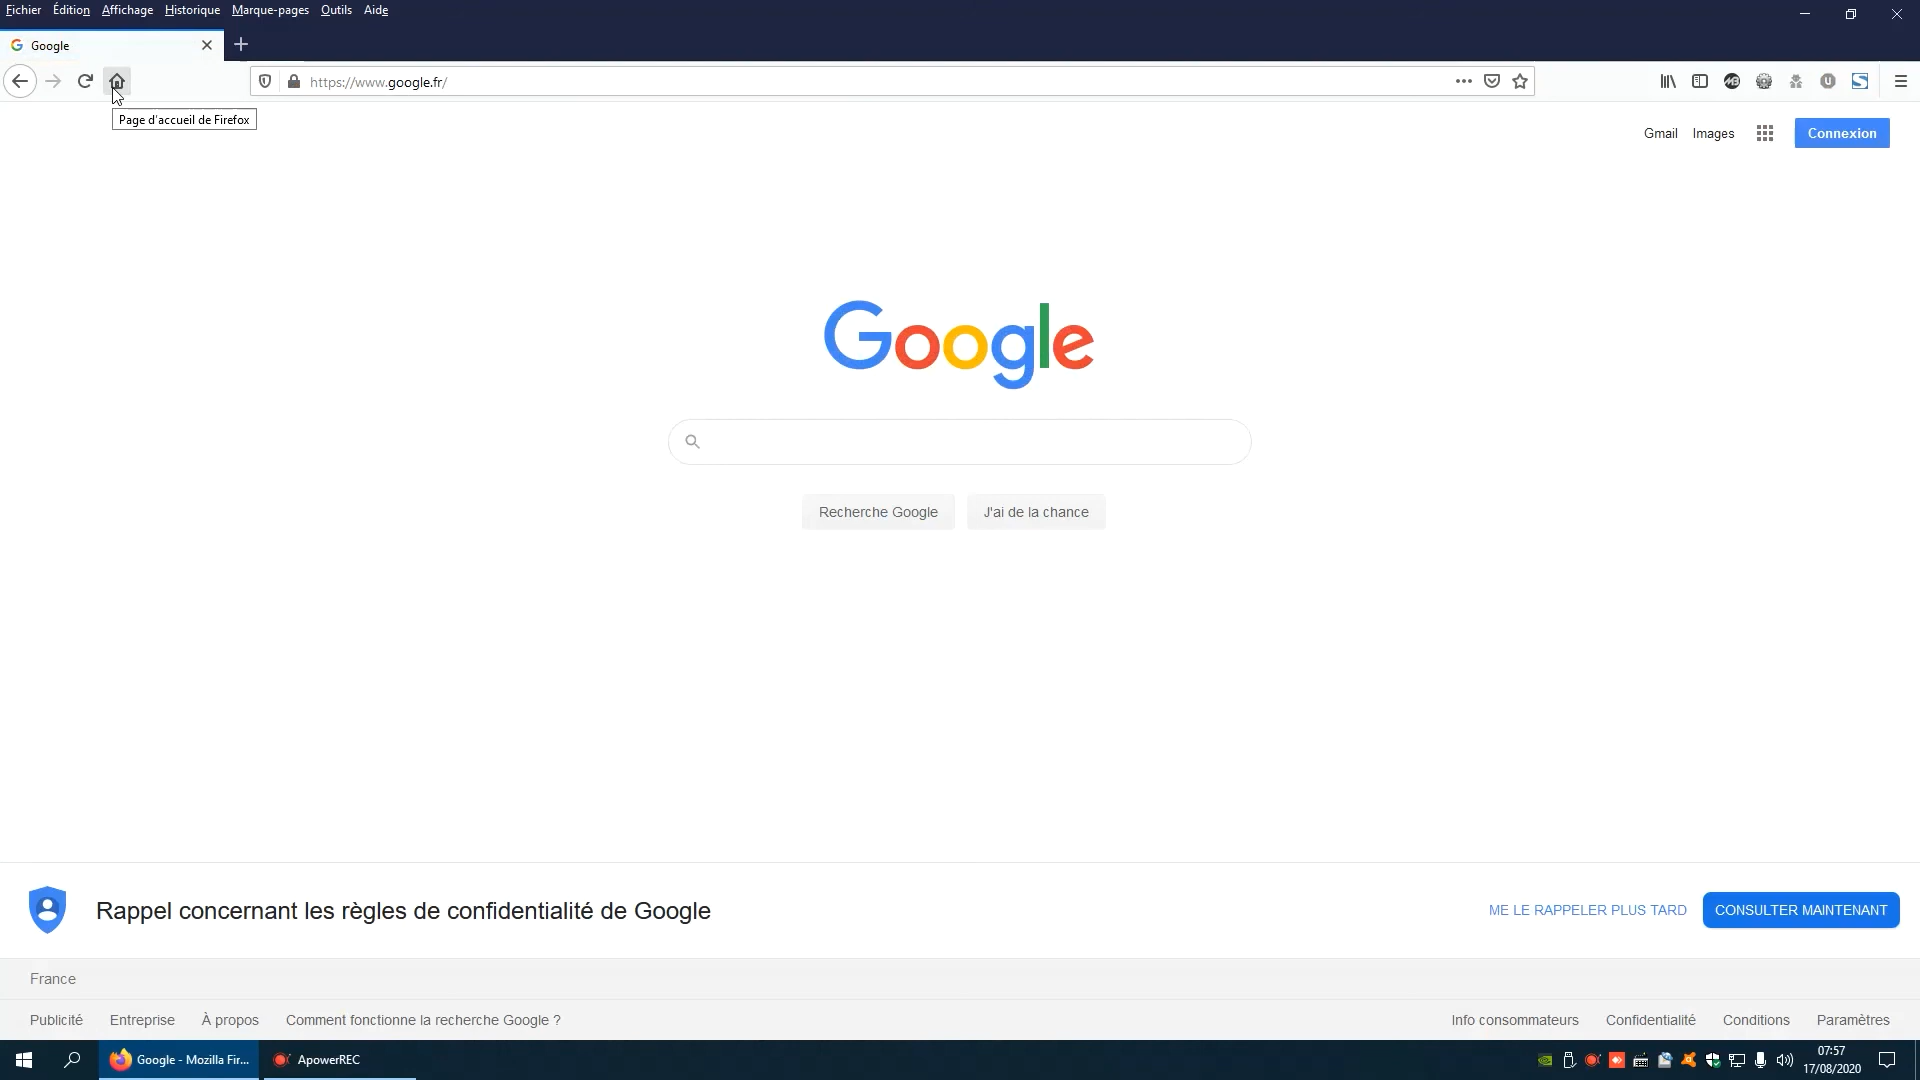 Fichier Édition Affichage Historique Marque-pages Outils Aide
Google
https://www.google.fr/
Page d'accueil de Firefox
Gmail Images Connexion
Google
Recherche Google J'ai de la chance
Rappel concernant les règles de confidentialité de Google ME LE RAPPELER PLUS TARD CONSULTER MAINTENANT
France
Publicité Entreprise À propos Comment fonctionne la recherche Google ? Info consommateurs Confidentialité Conditions Paramètres
Google - Mozilla Fir... ApowerREC 07:57
17/08/2020